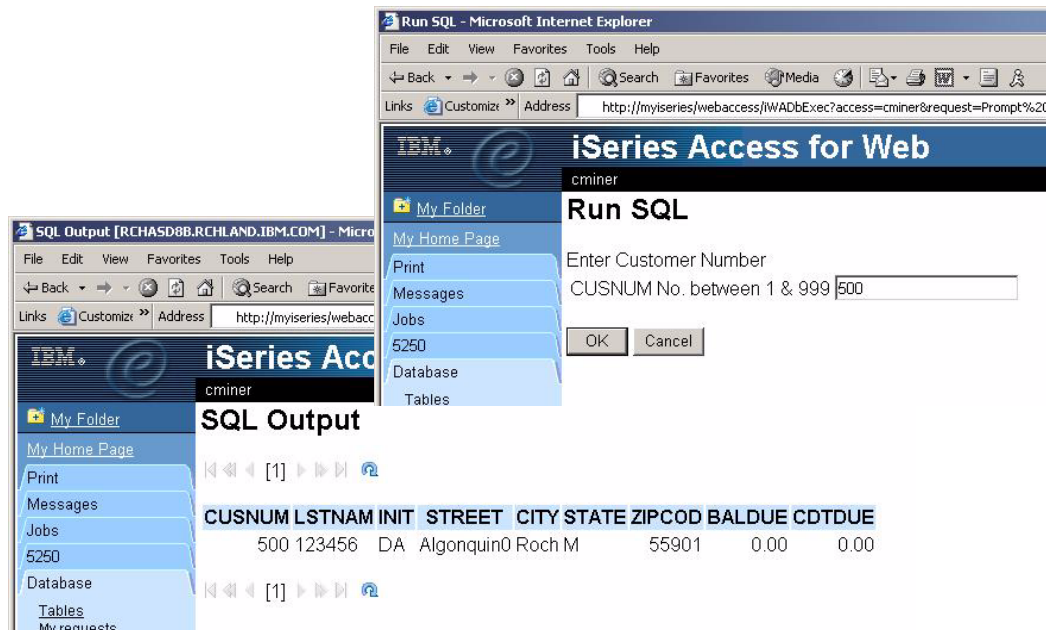 Run SQL - Microsoft Internet Explorer
File Edit View Favorites Tools Help
Back Search Favorites Media
Links Customize Address http://myiseries/webaccess/iWADbExec?access=cminer&request=Prompt%20
IBM. iSeries Access for Web
cminer
My Folder
Run SQL
My Home Page
Print
Messages
Jobs
5250
Database
Tables
Enter Customer Number
CUSNUM No. between 1 & 999 500
OK Cancel
SQL Output [RCHASD8B.RCHLAND.IBM.COM] - Micro
File Edit View Favorites Tools Help
Back Search Favorite
Links Customize Address http://myiseries/webacc
IBM. iSeries Acc
cminer
My Folder
SQL Output
My Home Page
Print
Messages
Jobs
5250
Database
Tables
My requests
[1]
CUSNUM LSTNAM INIT STREET CITY STATE ZIPCOD BALDUE CDTDUE
500 123456 DA Algonquin0 Roch M 55901 0.00 0.00
[1]